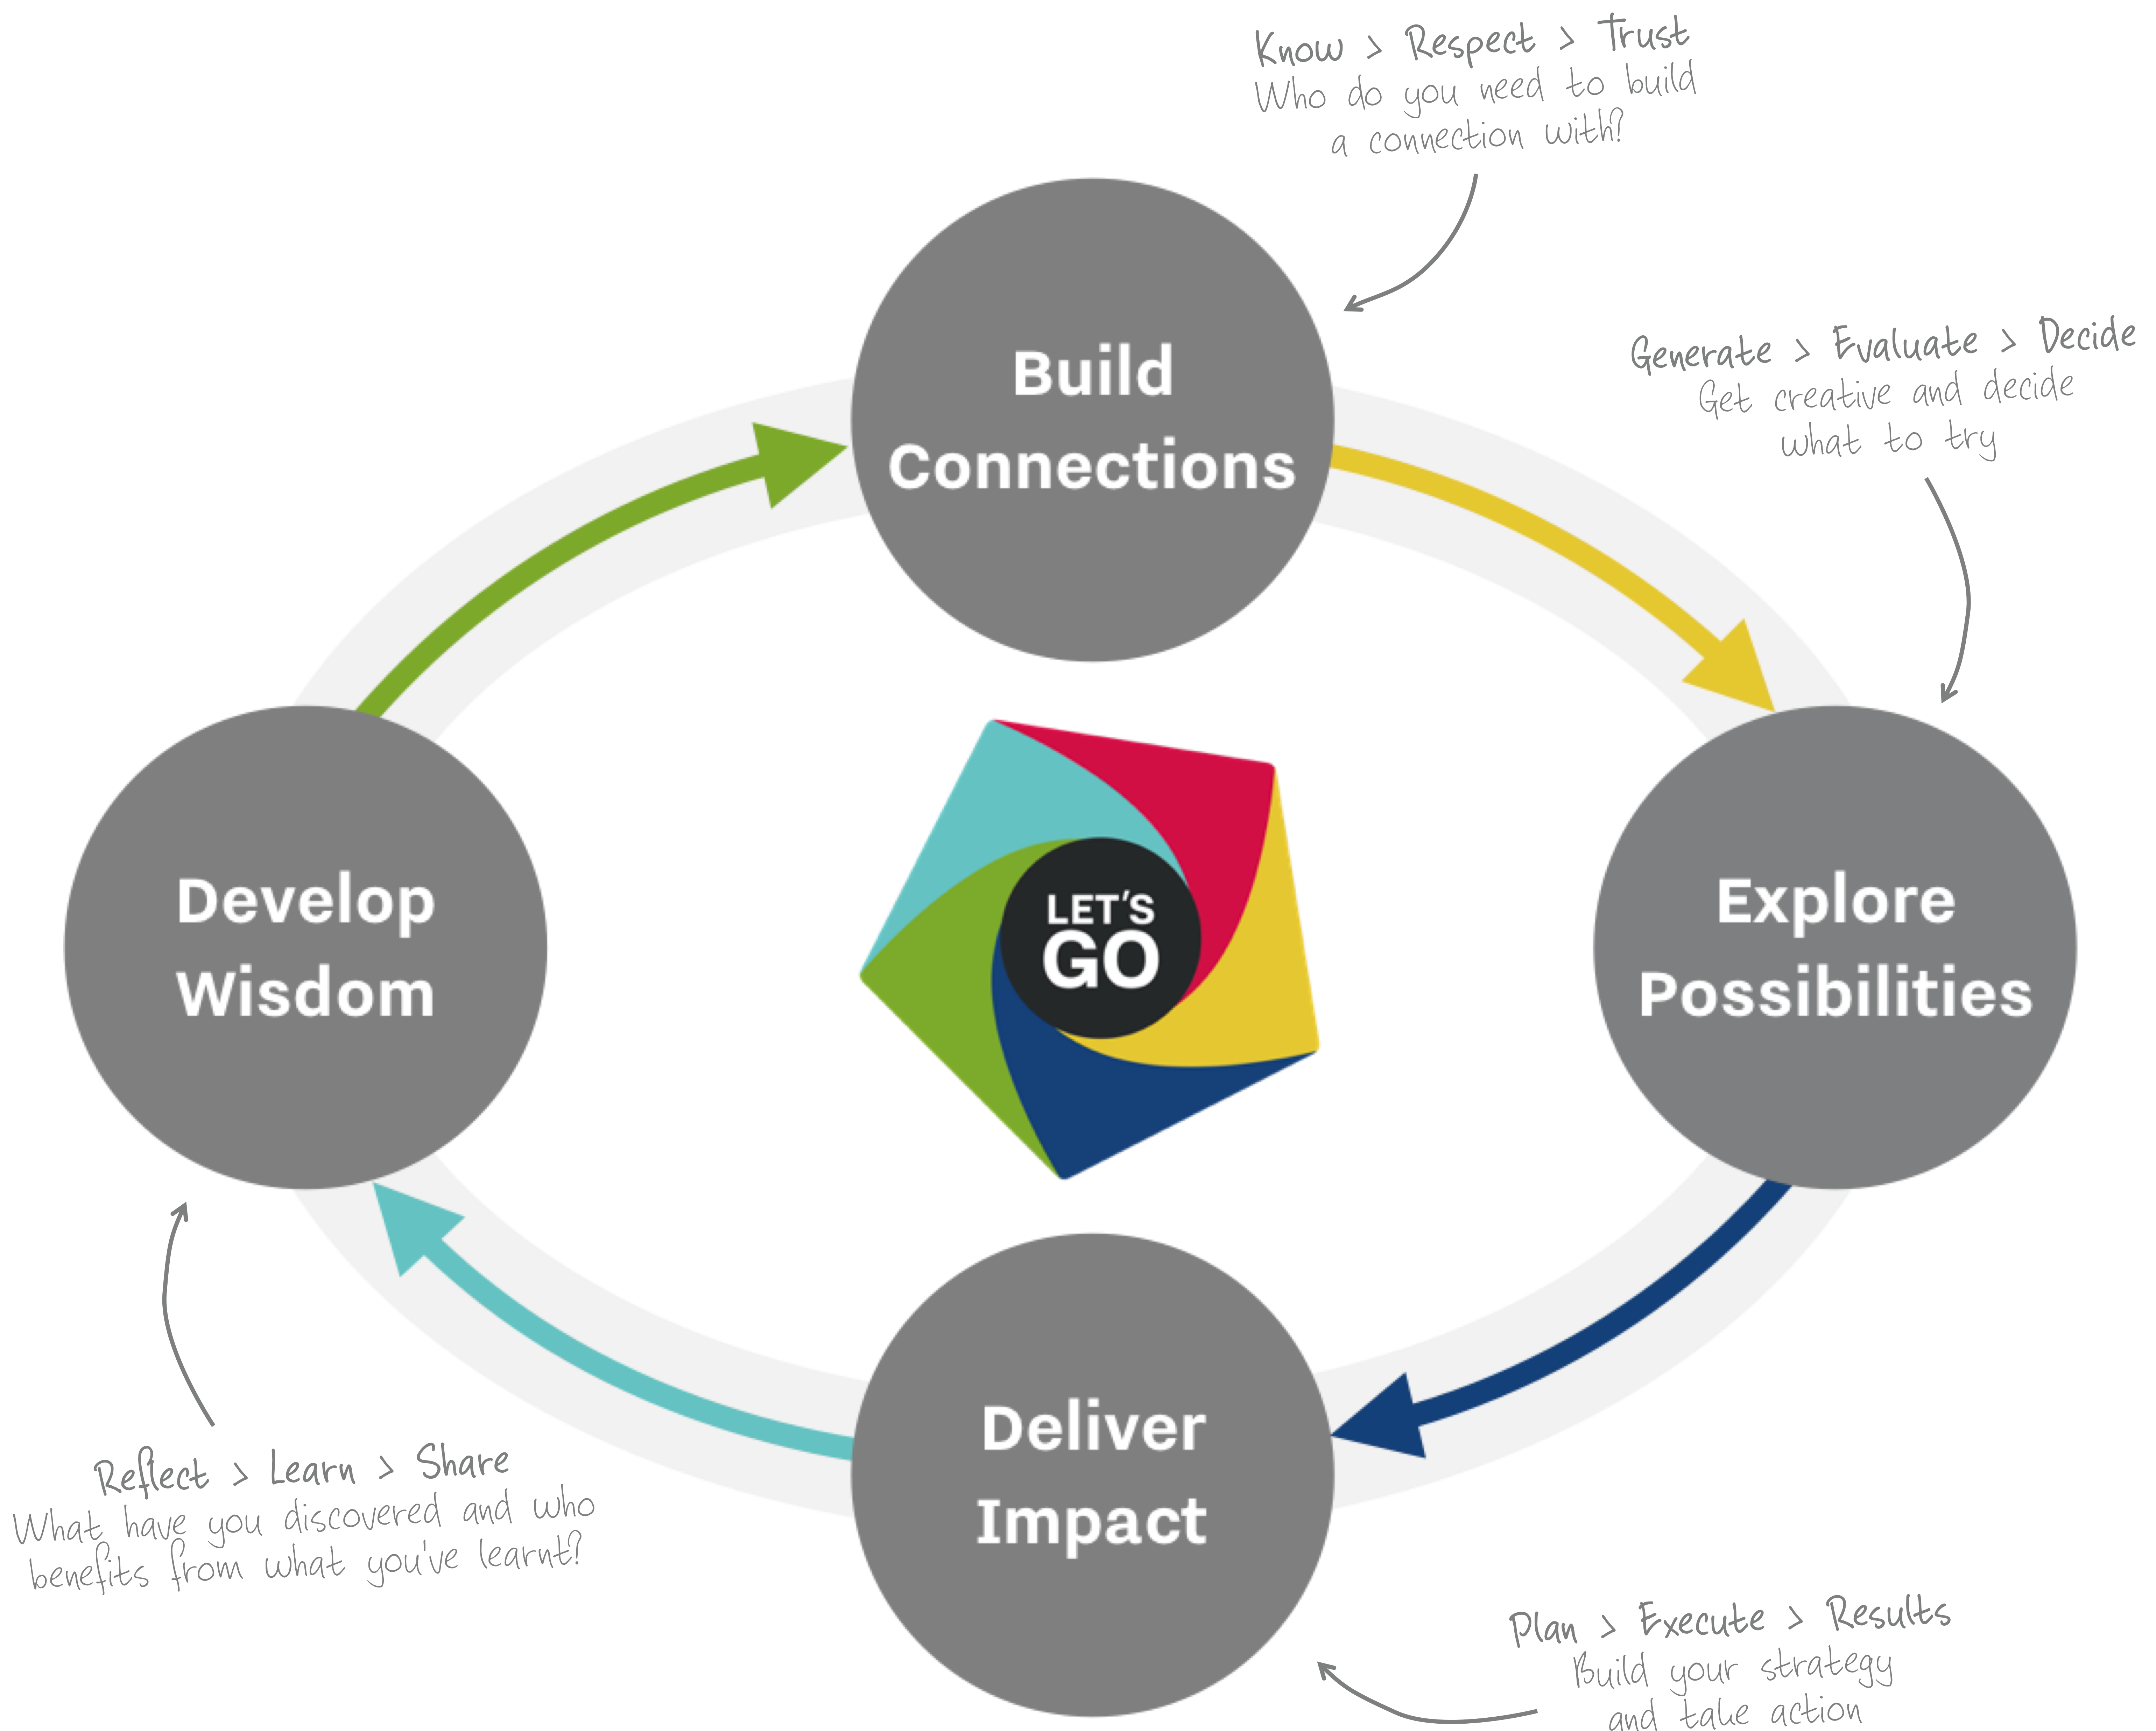 Know > Respect > Trust
Who do you need to build
a connection with?
Build
Connections
Generate > Evaluate > Decide
Get creative and decide
what to try
Explore
Possibilities
LET'S
GO
Develop
Wisdom
Deliver
Impact
Reflect > Learn > Share
What have you discovered and who
benefits from what you've learnt?
Plan > Execute > Results
Build your strategy
and take action